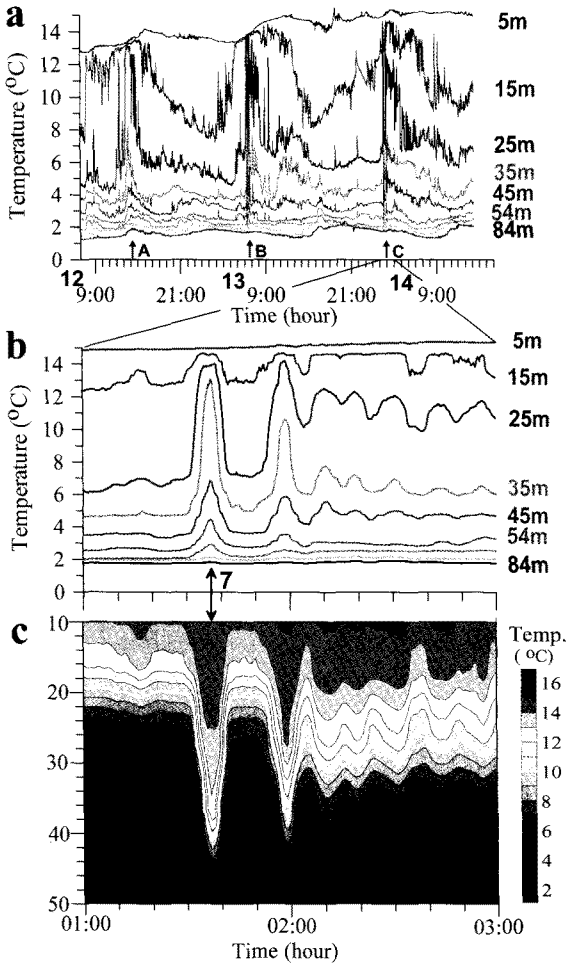 a
14
12
10
8
6
4
2
0
Temperature (°C)
5m
15m
25m
35m
45m
54m
84m
A
B
C
12
13
14
9:00
21:00
9:00
21:00
9:00
Time (hour)
b
14
12
10
8
6
4
2
0
Temperature (°C)
5m
15m
25m
35m
45m
54m
84m
7
c
10
20
30
40
50
01:00
02:00
03:00
Time (hour)
Temp.
(°C)
16
14
12
10
8
6
4
2